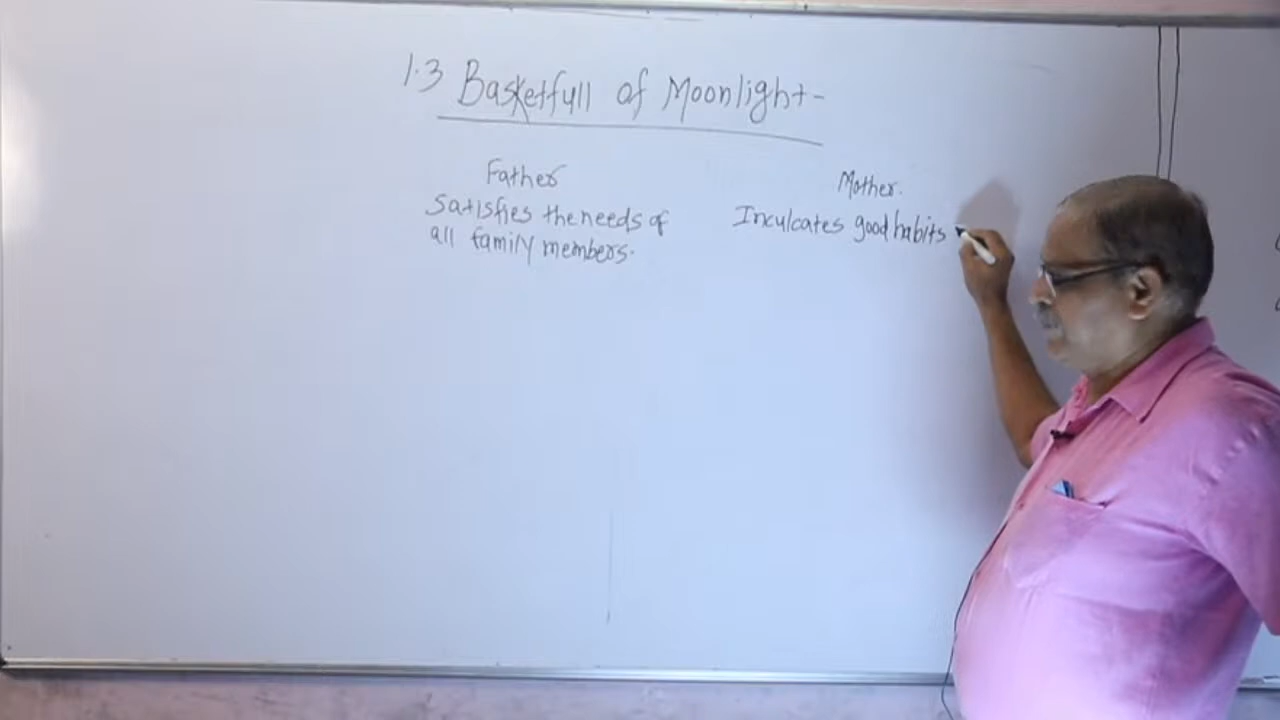 1.3 Basketfull of Moonlight-
Father
Satisfies the needs of
all family members.
Mother.
Inculcates good habits